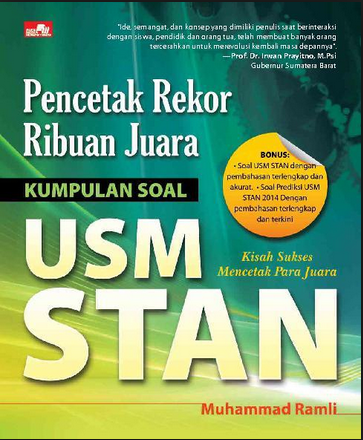 "Ide, semangat, dan konsep yang dimiliki penulis saat berinteraksi
dengan siswa, pendidik dan orang tua, telah membuat banyak orang
tercerahkan untuk merevolusi kembali masa depannya".
—Prof. Dr. Irwan Prayitno, M.Psi
Gubernur Sumatera Barat
Pencetak Rekor
Ribuan Juara
KUMPULAN SOAL
BONUS:
• Soal USM STAN dengan
pembahasan terlengkap dan
akurat. • Soal Prediksi USM
STAN 2014 Dengan
pembahasan terlengkap
dan terkini
Kisah Sukses
Mencetak Para Juara
USM
STAN
Muhammad Ramli